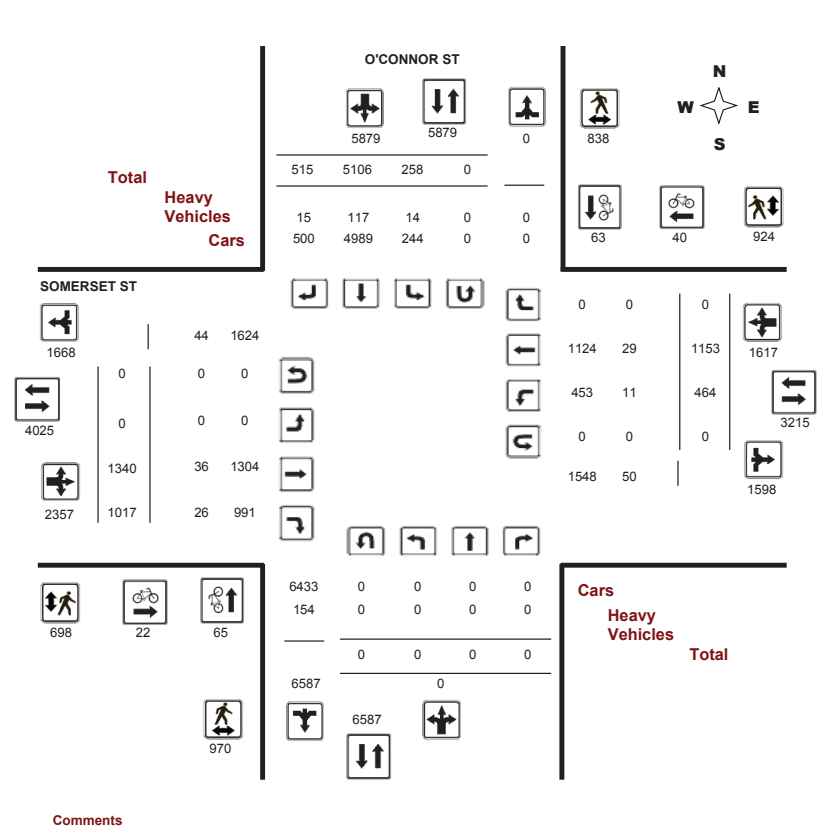 O'CONNOR ST
N
W E
S
5879 5879 0 838
Total 515 5106 258 0
Heavy
Vehicles 15 117 14 0 0
Cars 500 4989 244 0 0
63 40 924
SOMERSET ST
1668 44 1624
0 0 0
4025 0 0 0
1340 36 1304
2357 1017 26 991
0 0 0
1124 29 1153 1617
453 11 464
3215
0 0 0
1548 50 1598
698 22 65
970
6433 0 0 0 0
154 0 0 0 0
0 0 0 0
6587 0
6587
Cars
Heavy
Vehicles
Total
Comments